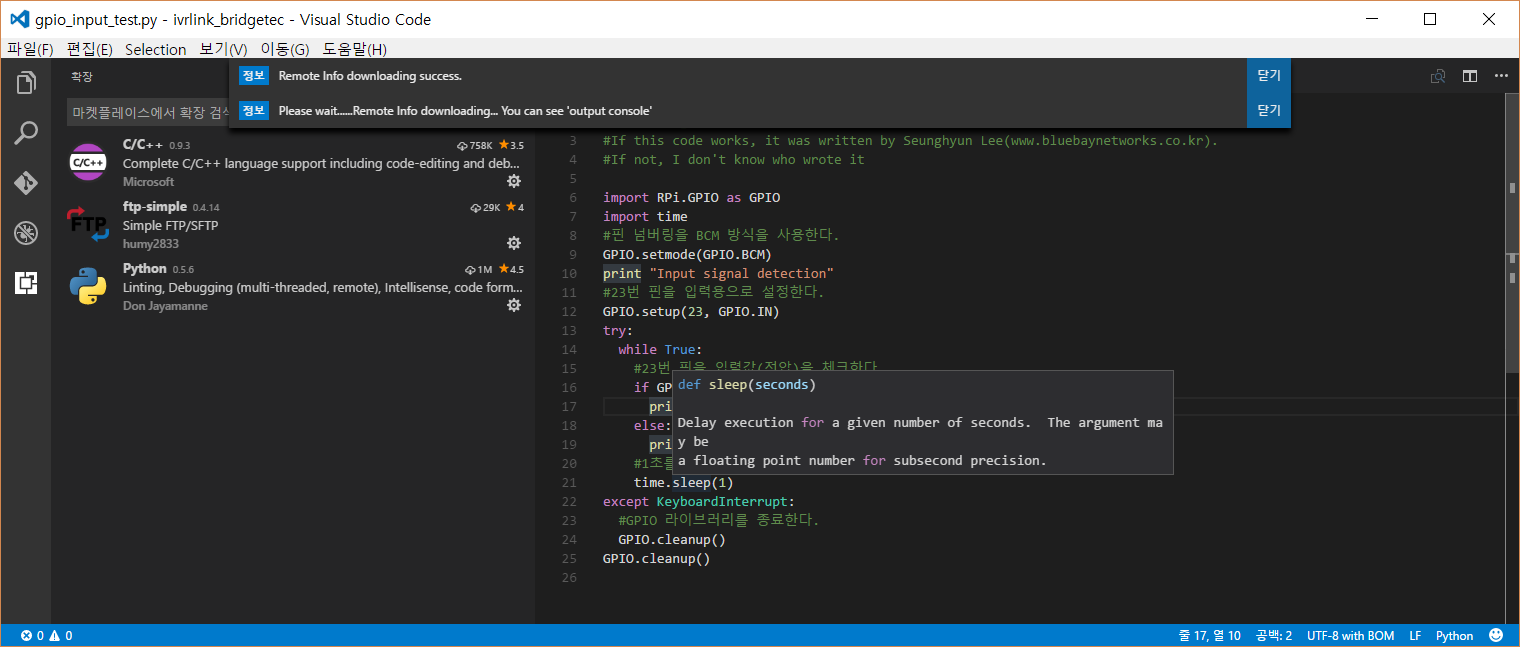 gpio_input_test.py - ivrlink_bridgetec - Visual Studio Code
파일(F) 편집(E) Selection 보기(V) 이동(G) 도움말(H)
확장
정보 Remote Info downloading success. 닫기
정보 Please wait......Remote Info downloading... You can see 'output console' 닫기
마켓플레이스에서 확장 검색
C/C++ 0.9.3 758K 3.5
C/C++
Complete C/C++ language support including code-editing and deb...
Microsoft
ftp-simple 0.4.14 29K 4
FTP
Simple FTP/SFTP
humy2833
Python 0.5.6 1M 4.5
Linting, Debugging (multi-threaded, remote), Intellisense, code form...
Don Jayamanne
3 #If this code works, it was written by Seunghyun Lee(www.bluebaynetworks.co.kr).
4 #If not, I don't know who wrote it
5
6 import RPi.GPIO as GPIO
7 import time
8 #핀 넘버링을 BCM 방식을 사용한다.
9 GPIO.setmode(GPIO.BCM)
10 print "Input signal detection"
11 #23번 핀을 입력용으로 설정한다.
12 GPIO.setup(23, GPIO.IN)
13 try:
14 while True:
15 #23번 핀을 입력값(전압)을 체크한다
16 if GP
17 pri
18 else:
19 pri
20 #1초를
21 time.sleep(1)
22 except KeyboardInterrupt:
23 #GPIO 라이브러리를 종료한다.
24 GPIO.cleanup()
25 GPIO.cleanup()
26
def sleep(seconds)
Delay execution for a given number of seconds. The argument ma
y be
a floating point number for subsecond precision.
0 0 줄 17, 열 10 공백: 2 UTF-8 with BOM LF Python